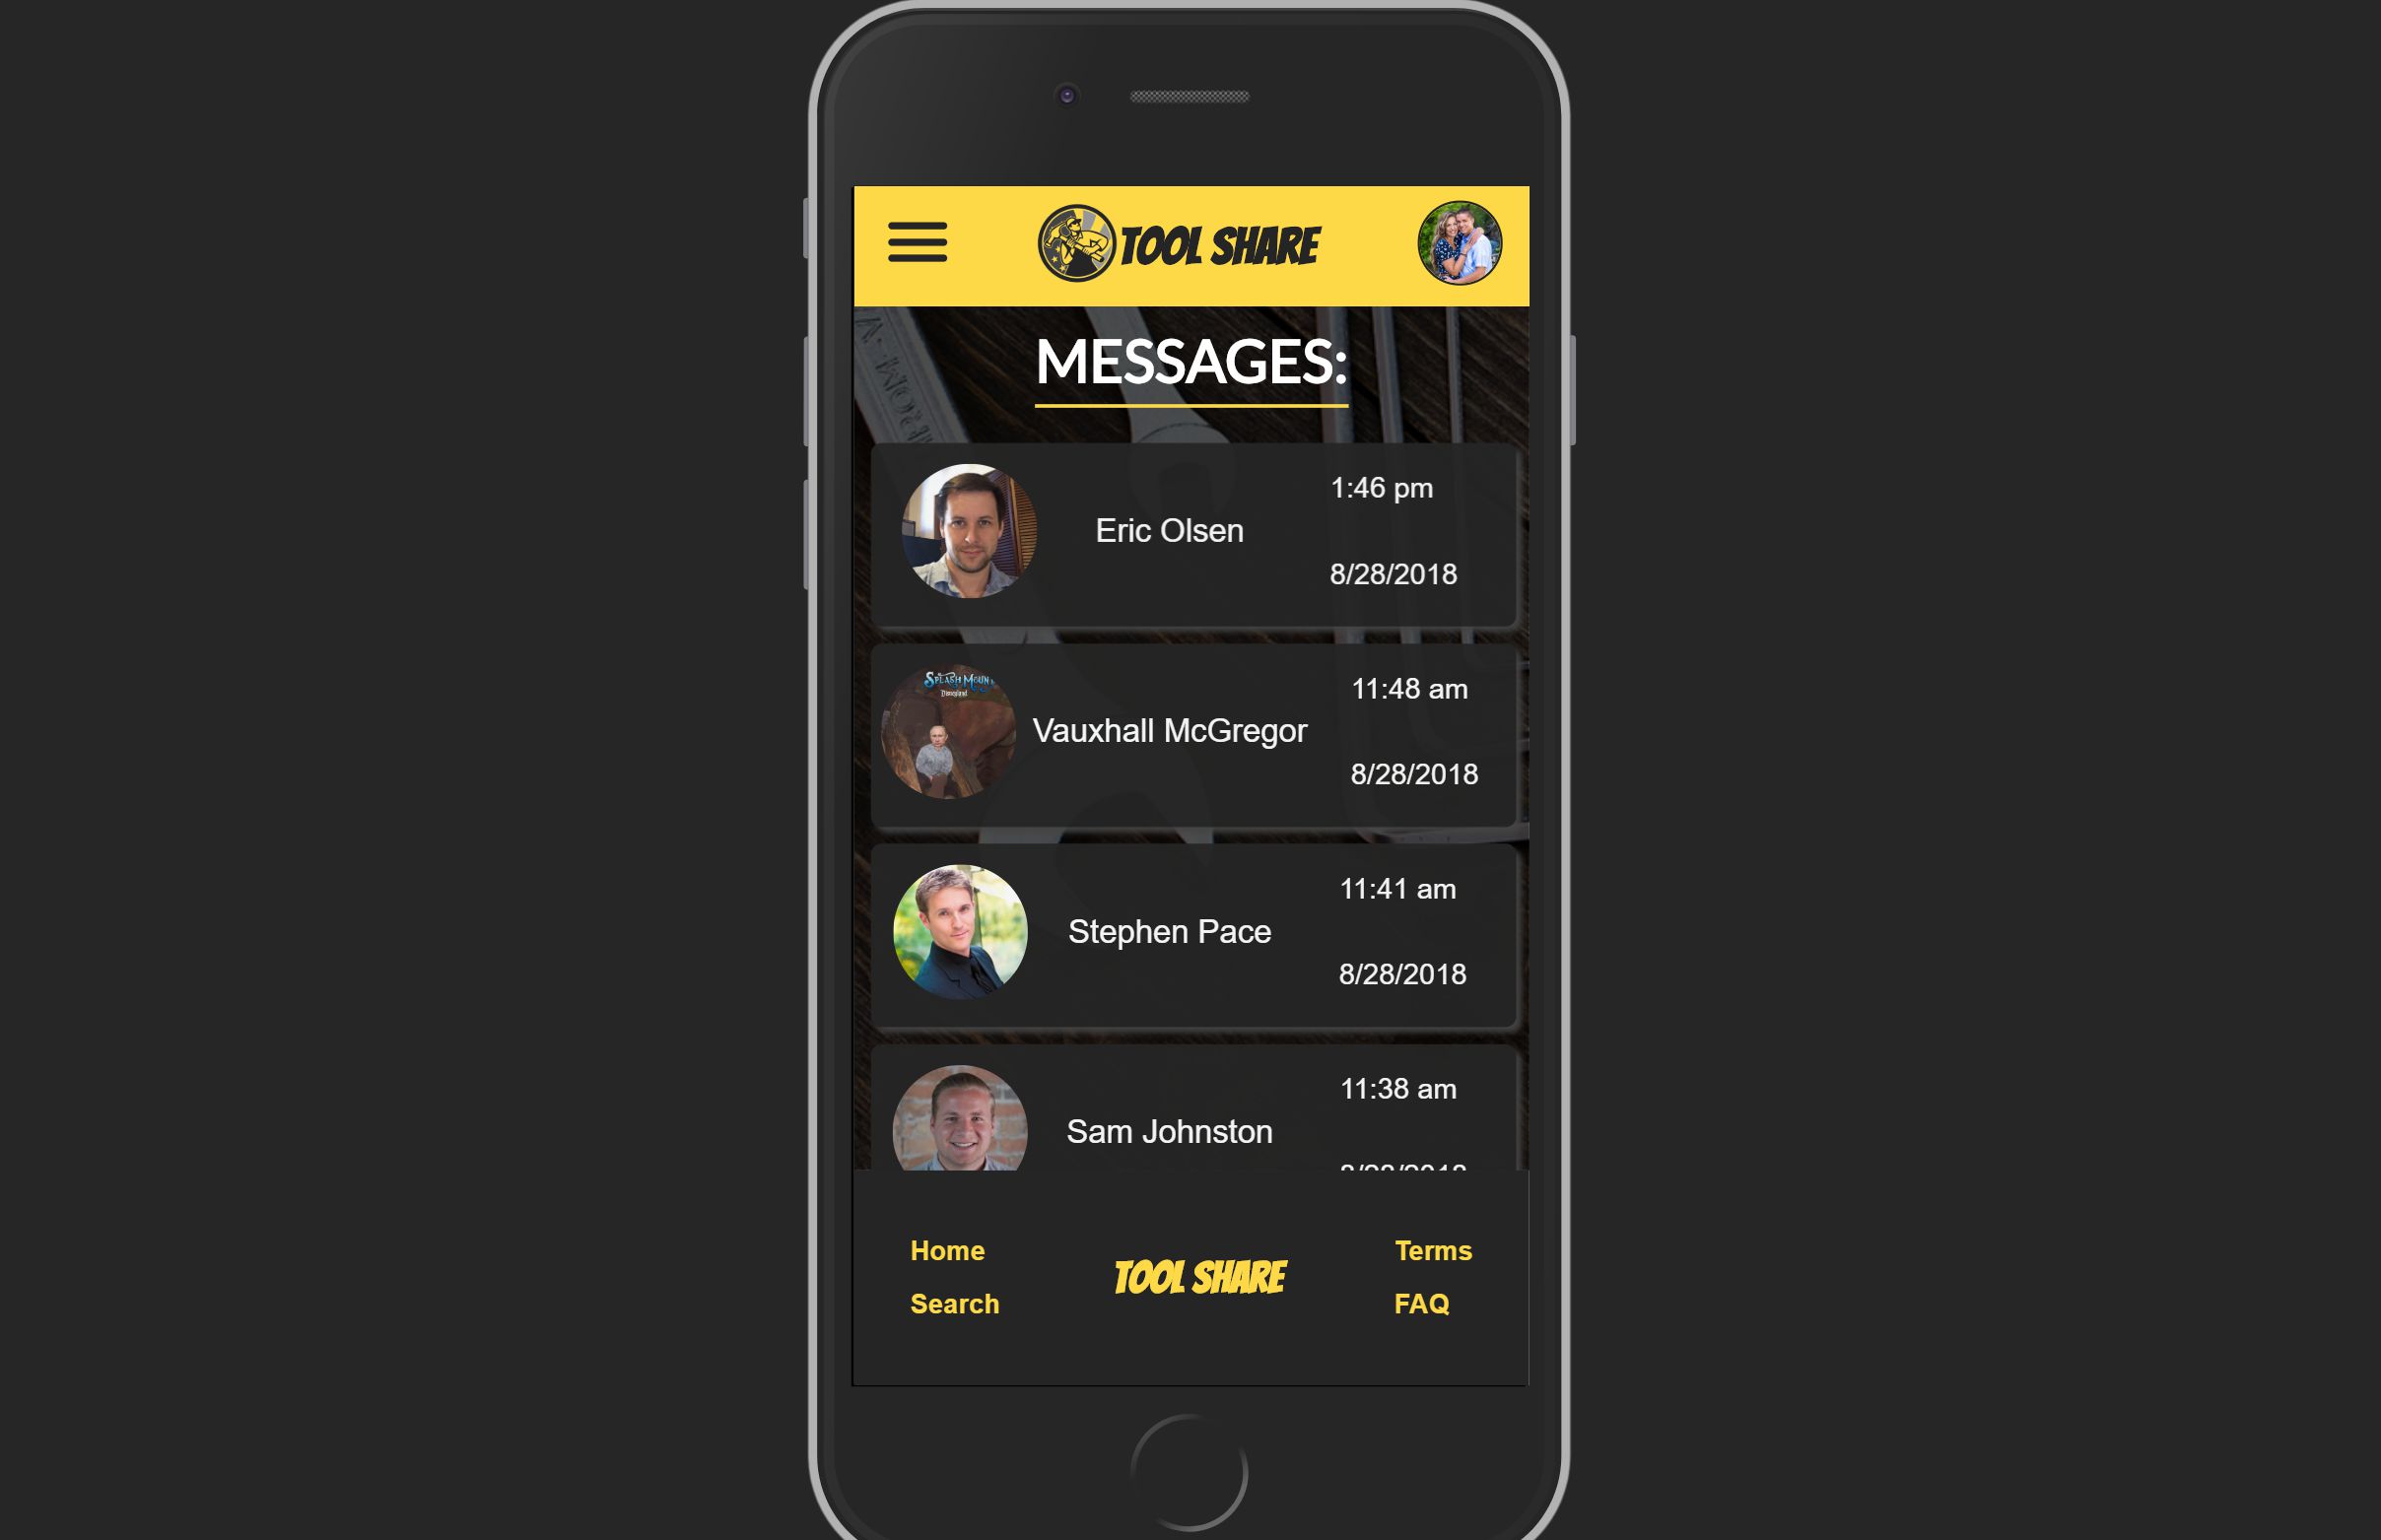 TOOL SHARE
MESSAGES:
1:46 pm
Eric Olsen
8/28/2018
SPLASH MOUN
Disneyland
11:48 am
Vauxhall McGregor
8/28/2018
11:41 am
Stephen Pace
8/28/2018
11:38 am
Sam Johnston
Home
Terms
TOOL SHARE
Search
FAQ